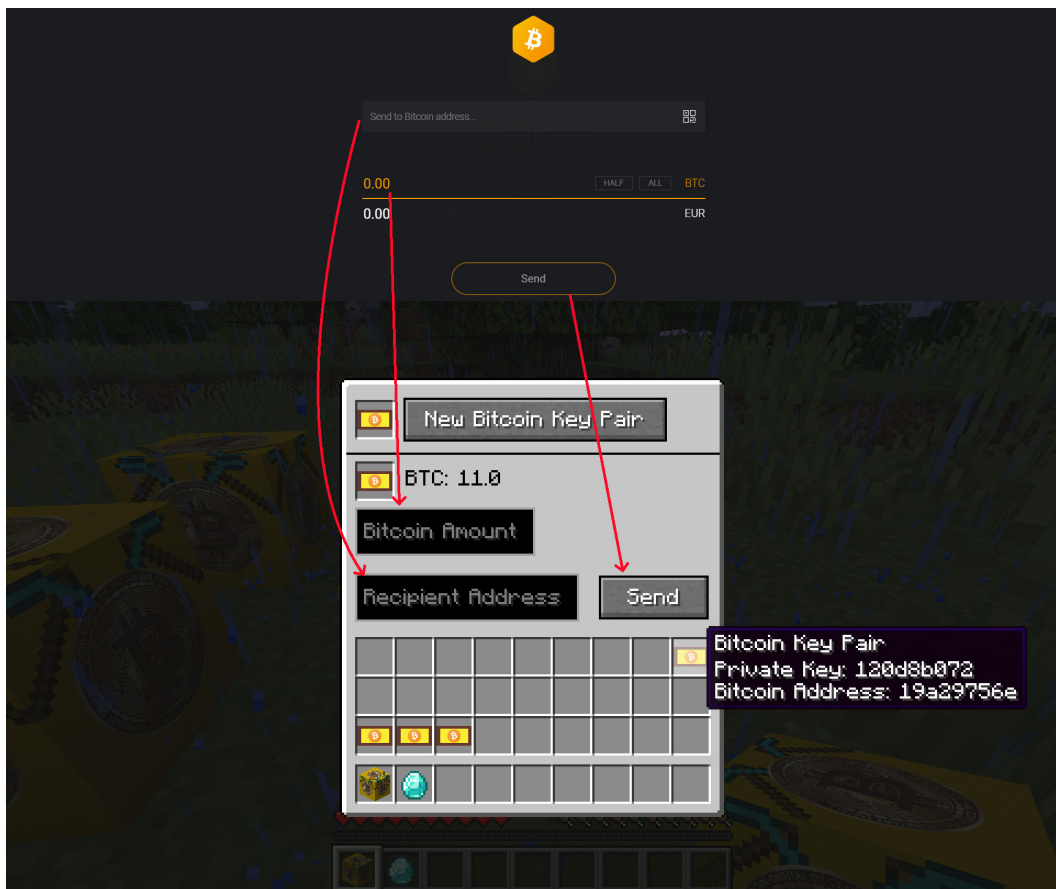 Send to Bitcoin address...
0.00 HALF ALL BTC
0.00 EUR
Send
New Bitcoin Key Pair
BTC: 11.0
Bitcoin Amount
Recipient Address Send
Bitcoin Key Pair
Private Key: 120d8b072
Bitcoin Address: 19a29756e